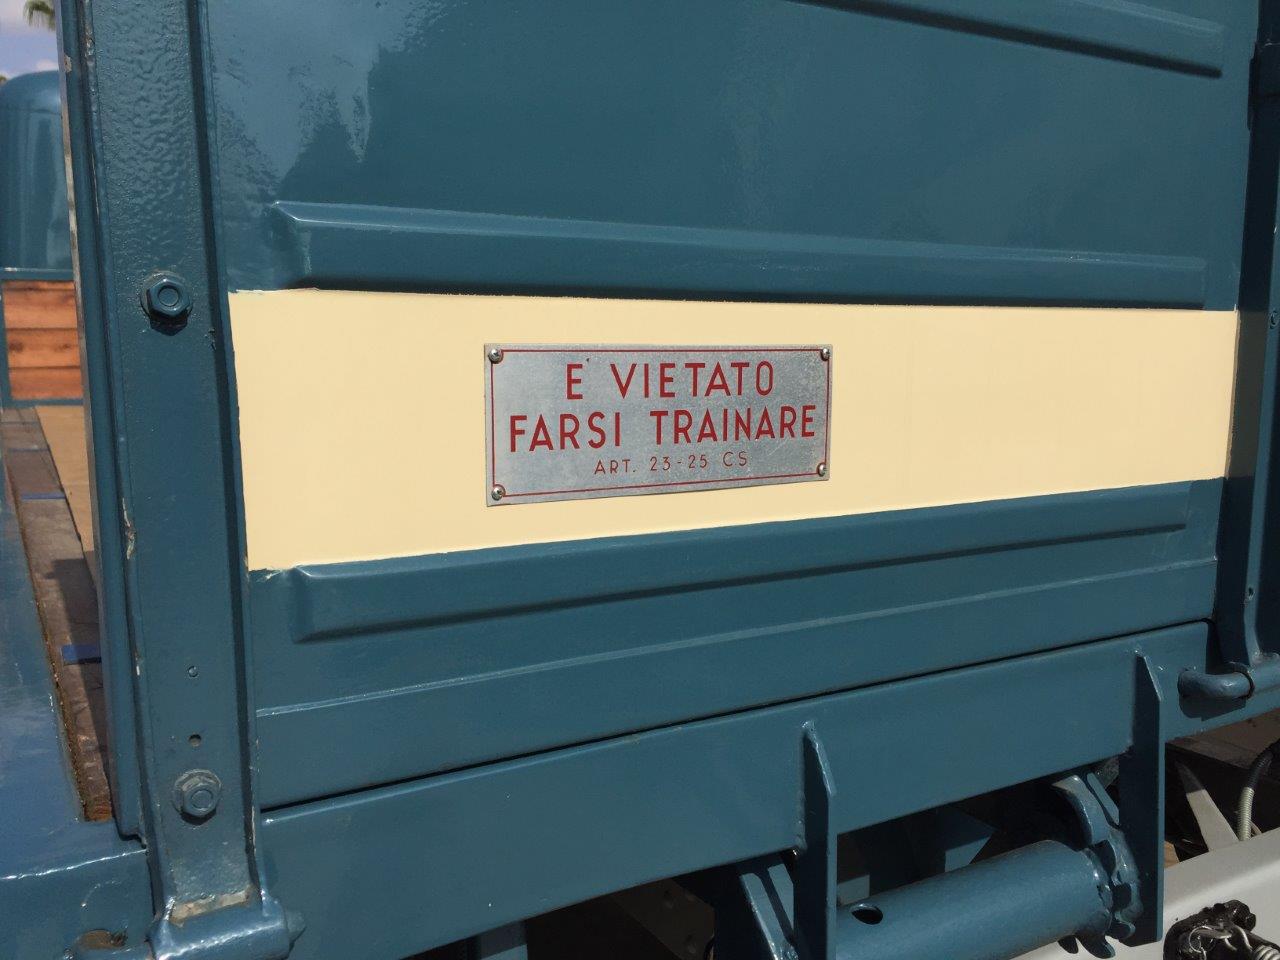 E' VIETATO
FARSI TRAINARE
ART. 23-25 CS